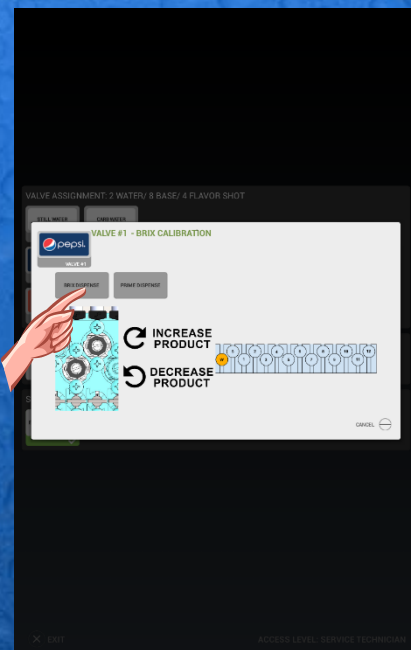 VALVE ASSIGNMENT: 2 WATER/ 8 BASE/ 4 FLAVOR SHOT
STILL WATER CARB WATER
VALVE #1 - BRIX CALIBRATION
pepsi.
VALVE #1
BRIX DISPENSE PRIME DISPENSE
INCREASE
PRODUCT
DECREASE
PRODUCT
CANCEL
EXIT ACCESS LEVEL: SERVICE TECHNICIAN